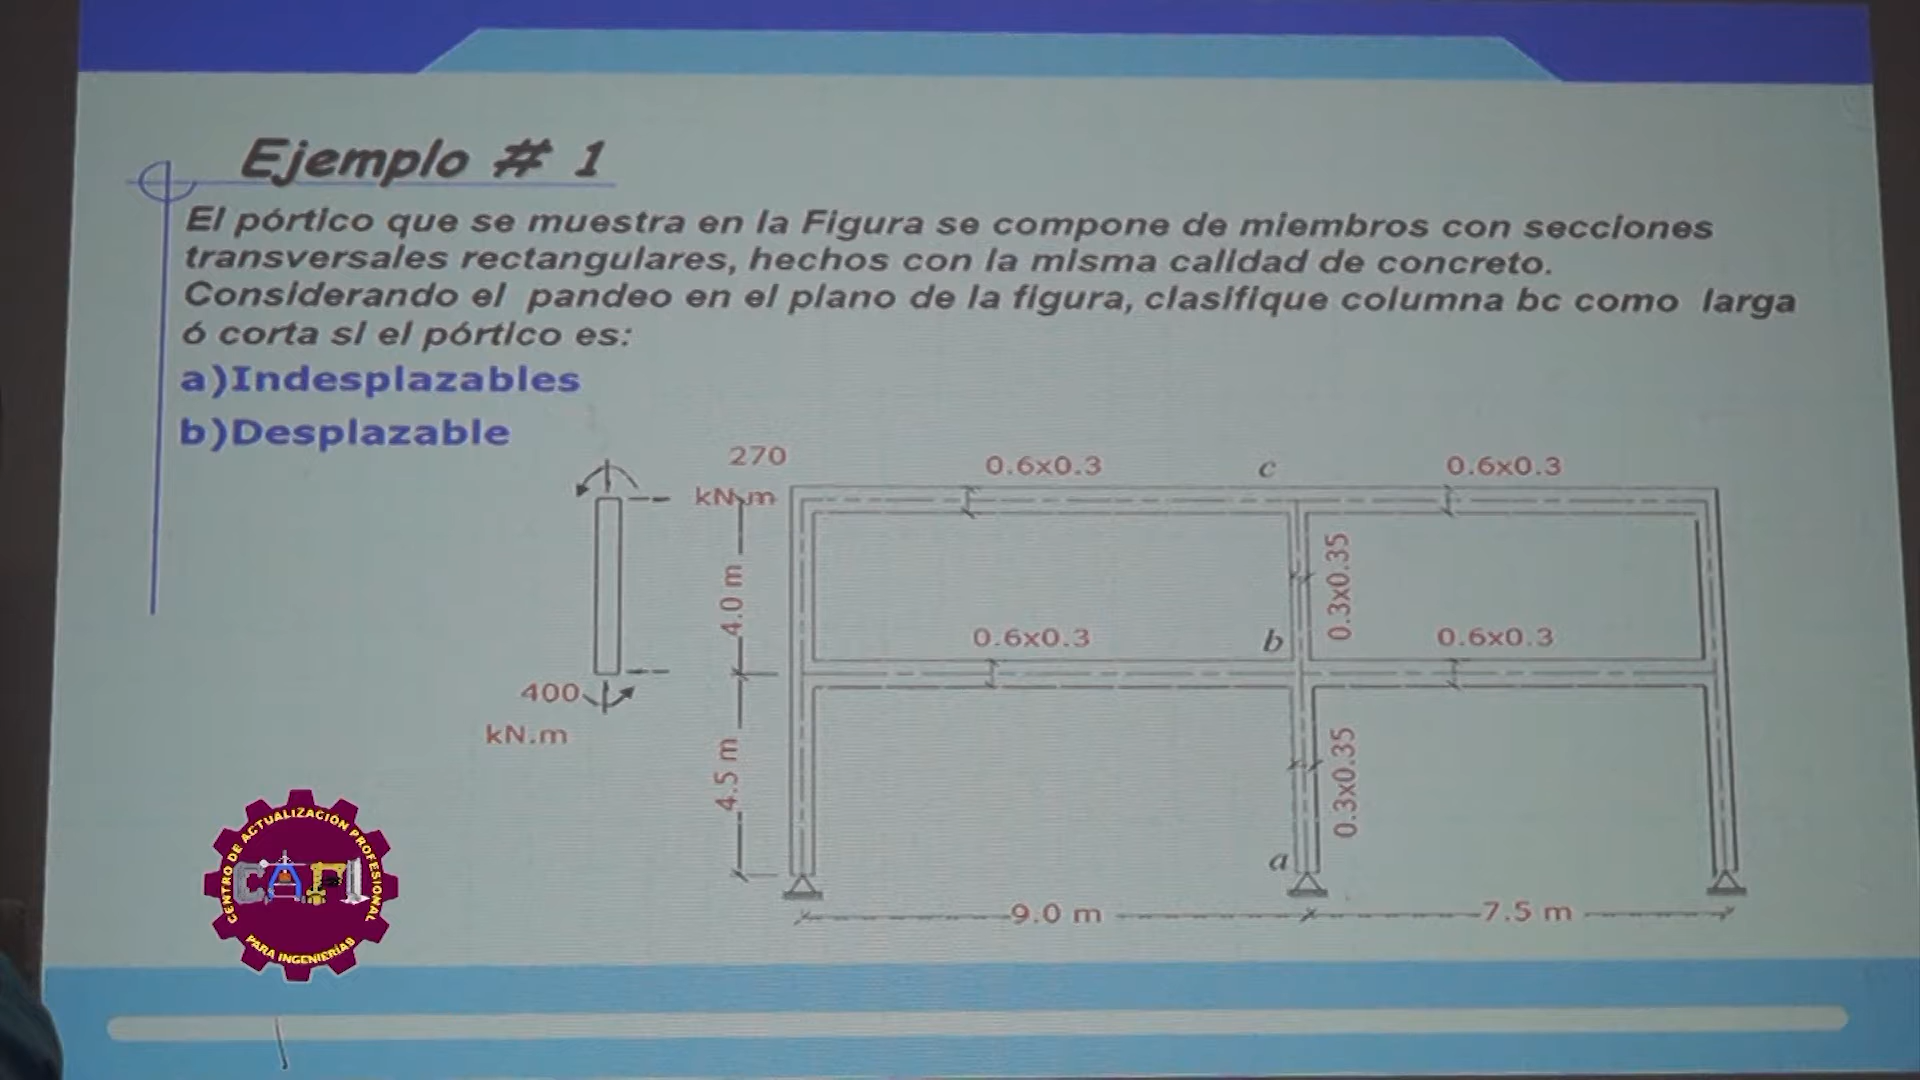 Ejemplo # 1
El pórtico que se muestra en la Figura se compone de miembros con secciones
transversales rectangulares, hechos con la misma calidad de concreto.
Considerando el pandeo en el plano de la figura, clasifique columna bc como larga
ó corta si el pórtico es:
a)Indesplazables
b)Desplazable
270
kN.m
0.6x0.3
c
0.6x0.3
4.0 m
0.3x0.35
0.6x0.3
b
0.6x0.3
400
kN.m
4.5 m
0.3x0.35
a
9.0 m
7.5 m
CENTRO DE ACTUALIZACIÓN PROFESIONAL
CAPI
PARA INGENIERÍAS